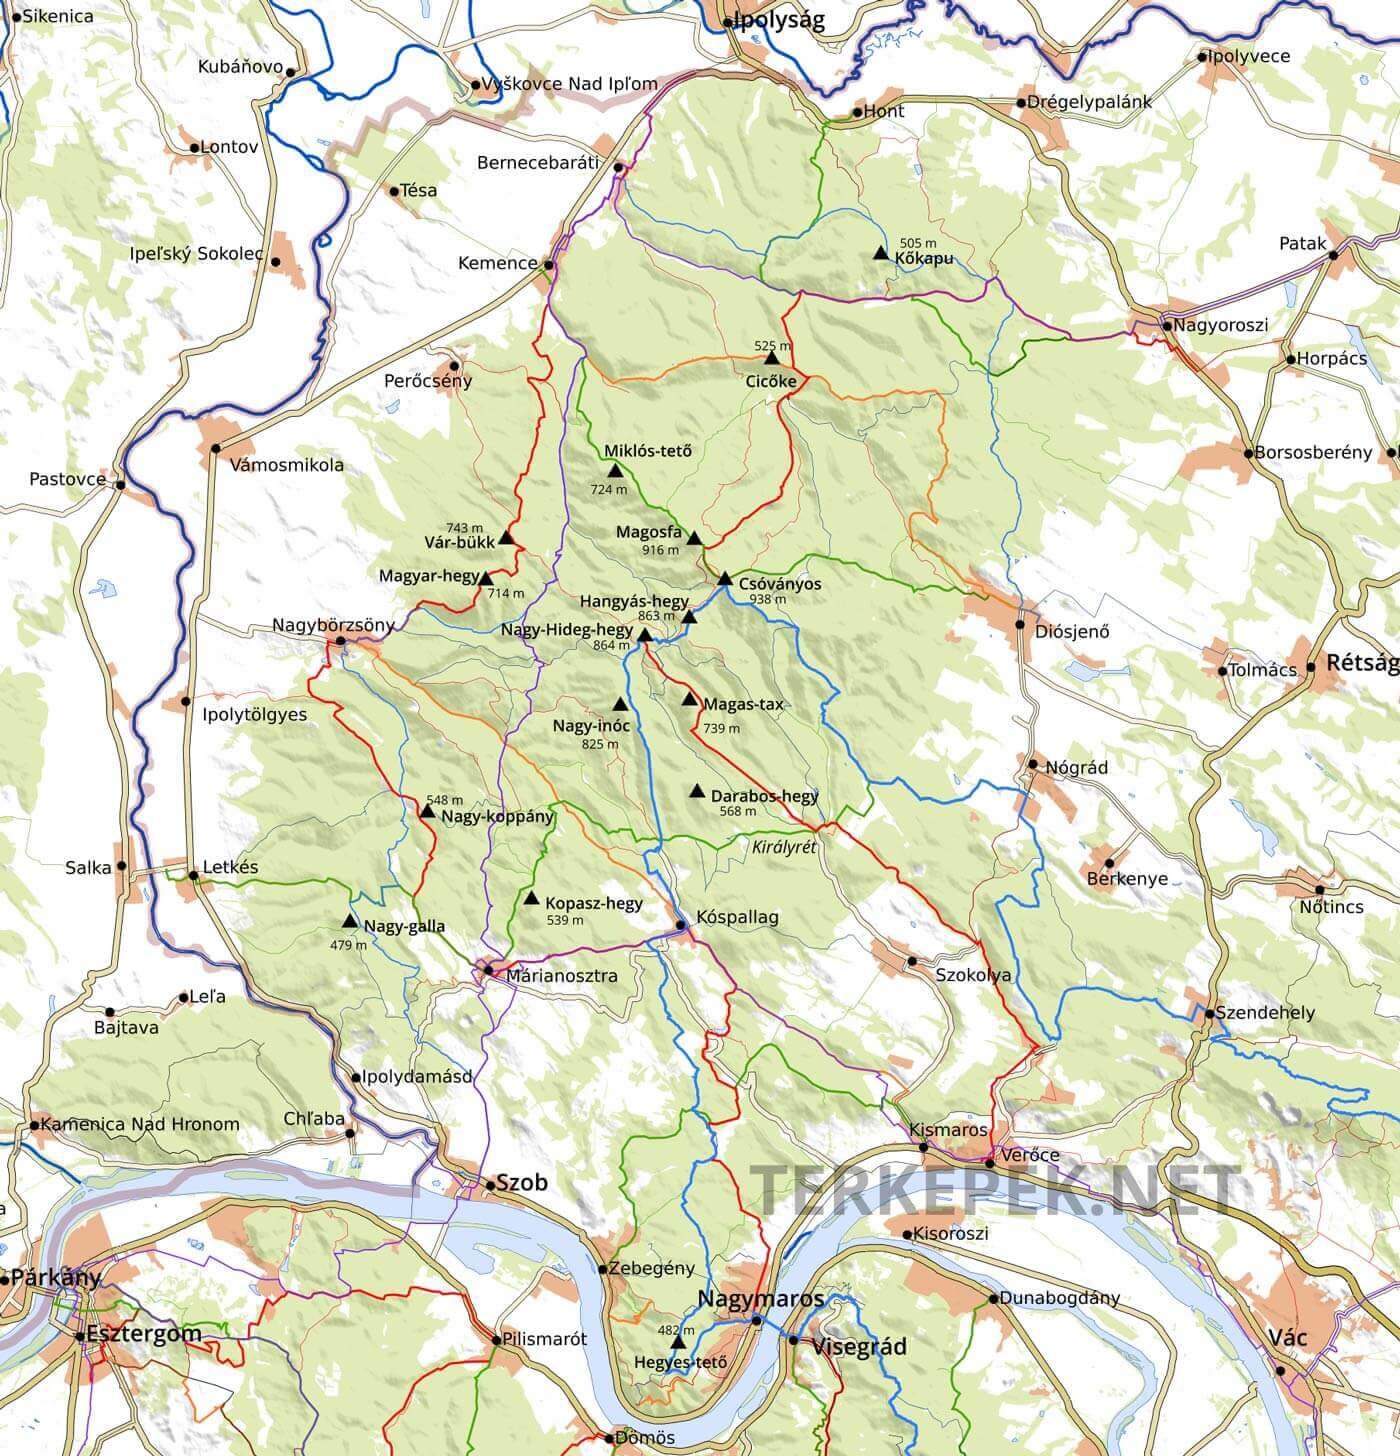 Sikenica
Ipolyság
Kubáňovo
Vyškovce Nad Ipľom
Ipolyvece
Hont
Drégelypalánk
Lontov
Bernecebaráti
Tésa
Ipeľský Sokolec
Kemence
505 m
Kőkapu
Patak
Nagyoroszi
525 m
Cicőke
Horpács
Perőcsény
Miklós-tető
724 m
Borsosberény
Vámosmikola
Pastovce
743 m
Vár-bükk
Magosfa
916 m
Magyar-hegy
714 m
Csóványos
938 m
Hangyás-hegy
863 m
Nagybörzsöny
Nagy-Hideg-hegy
864 m
Diósjenő
Tolmács
Rétság
Ipolytölgyes
Magas-tax
739 m
Nagy-inóc
825 m
Nógrád
548 m
Nagy-koppány
Darabos-hegy
568 m
Királyrét
Salka
Letkés
Berkenye
Nőtincs
Kopasz-hegy
539 m
Nagy-galla
479 m
Kóspallag
Márianosztra
Szokolya
Leľa
Bajtava
Szendehely
Ipolydamásd
Kamenica Nad Hronom
Chľaba
Kismaros
Verőce
Szob
TERKEPEK.NET
Kisoroszi
Zebegény
Párkány
Nagymaros
Dunabogdány
Esztergom
Pilismarót
482 m
Hegyes-tető
Visegrád
Vác
Dömös